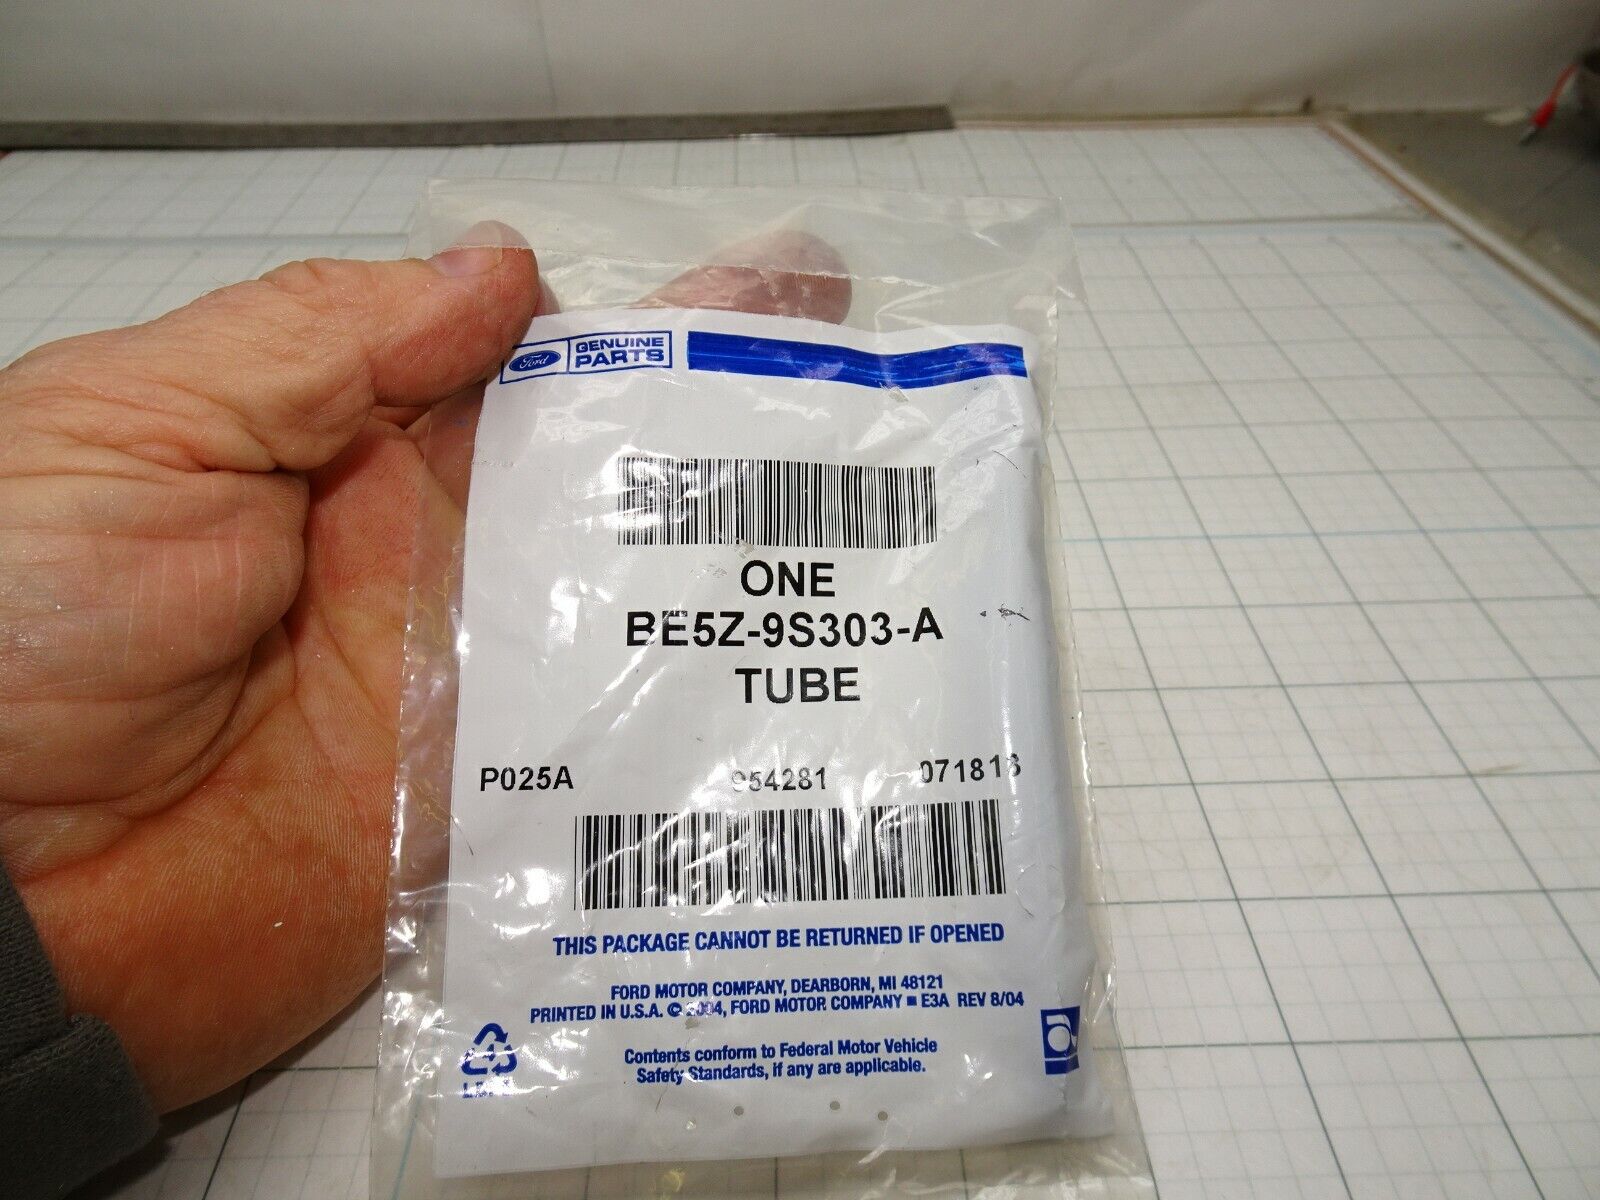 Ford GENUINE PARTS
ONE
BE5Z-9S303-A
TUBE
P025A 954281 071816
THIS PACKAGE CANNOT BE RETURNED IF OPENED
FORD MOTOR COMPANY, DEARBORN, MI 48121
PRINTED IN U.S.A. © 2004, FORD MOTOR COMPANY ■ E3A REV 8/04
Contents conform to Federal Motor Vehicle
Safety Standards, if any are applicable.